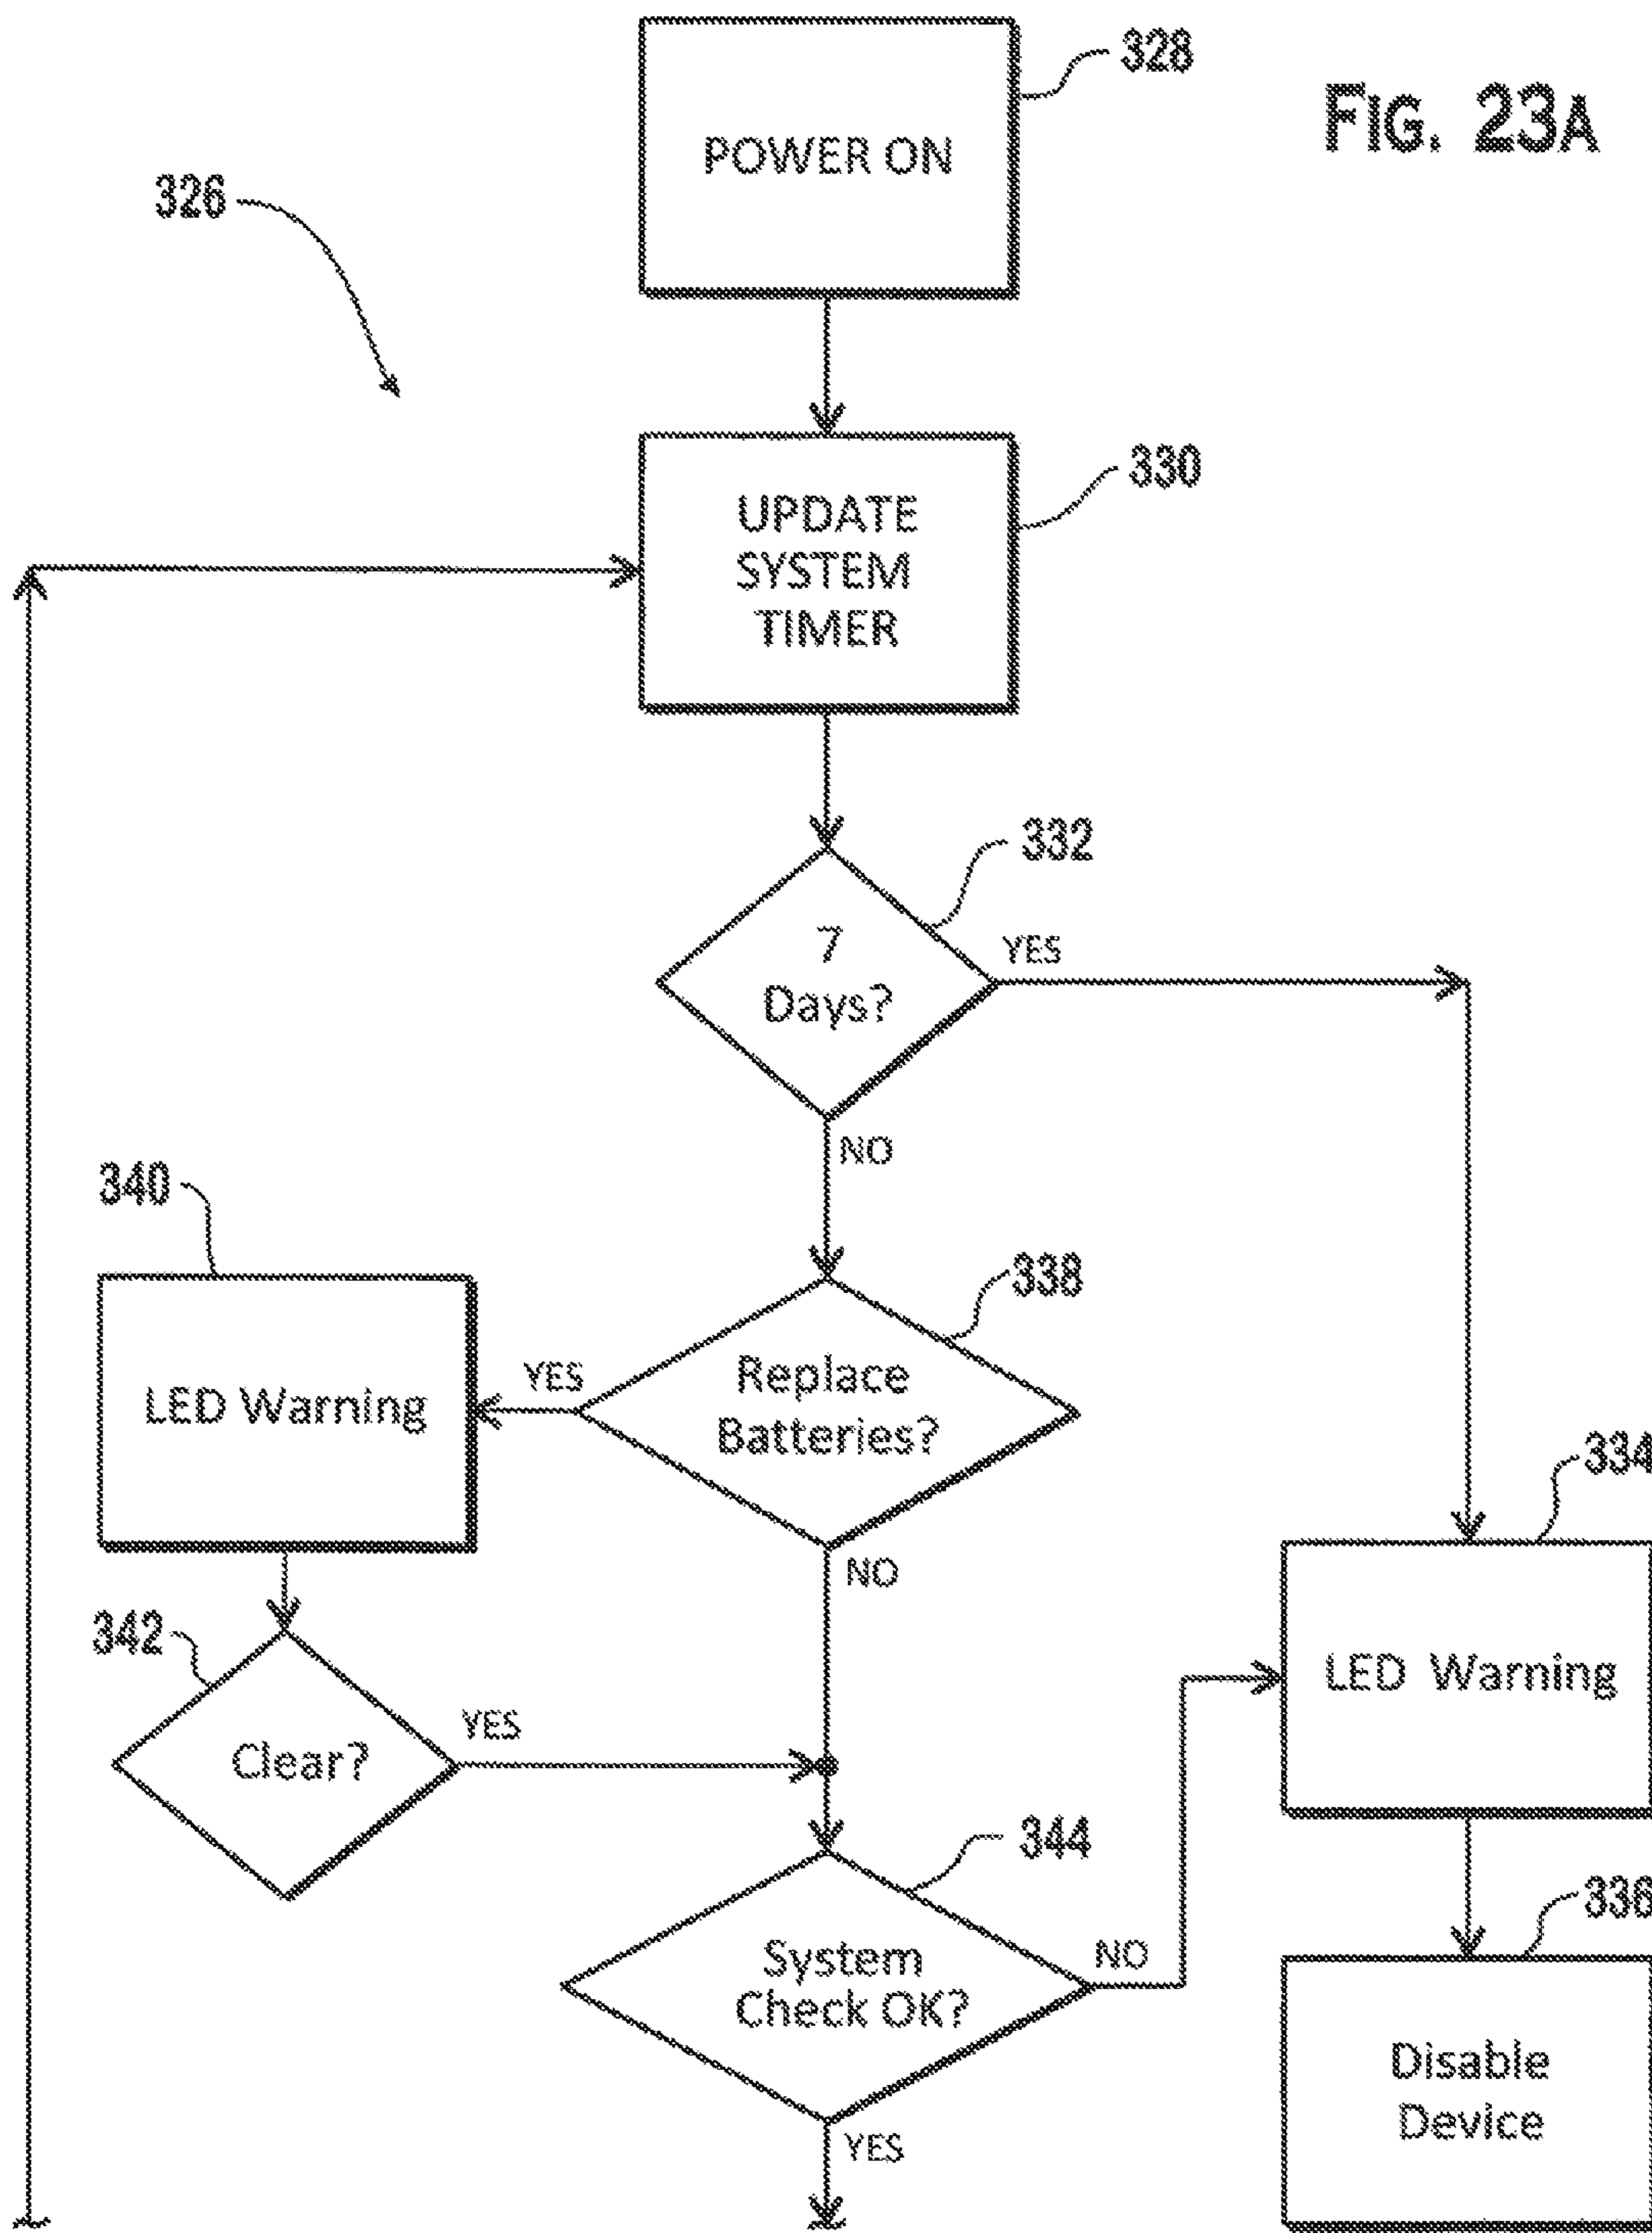 328
FIG. 23A
POWER ON
326
330
UPDATE
SYSTEM
TIMER
332
7
Days?
YES
NO
340
338
LED Warning
YES
Replace
Batteries?
334
NO
342
LED Warning
YES
Clear?
344
336
System
Check OK?
NO
Disable
Device
YES